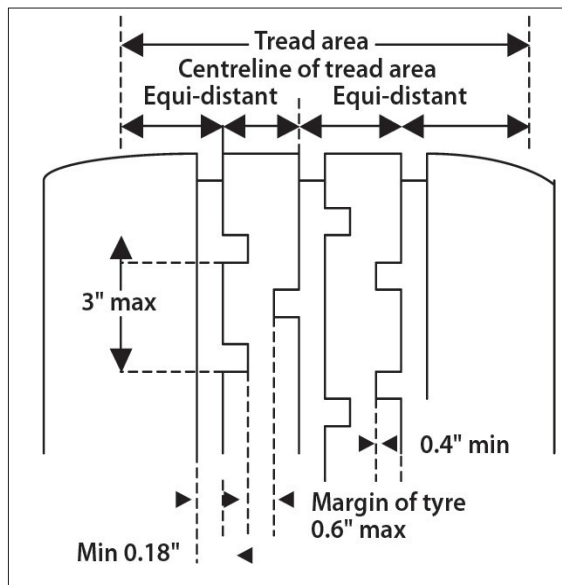 Tread area
Centreline of tread area
Equi-distant Equi-distant
3" max
0.4" min
Margin of tyre
0.6" max
Min 0.18"